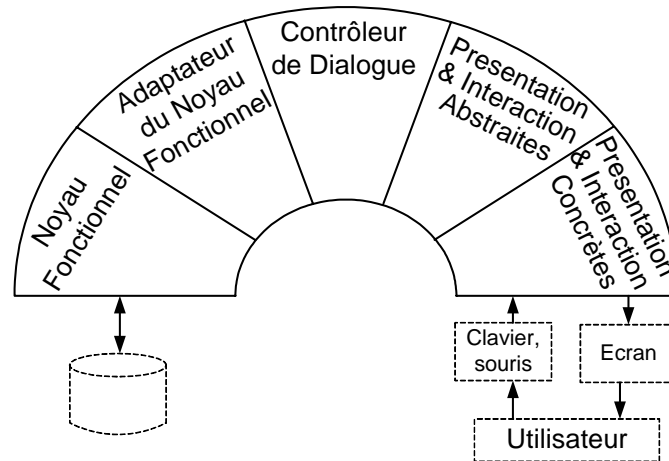 Noyau
Fonctionnel
Adaptateur
du Noyau
Fonctionnel
Contrôleur
de Dialogue
Presentation
& Interaction
Abstraites
Presentation
& Interaction
Concrètes
Clavier,
souris
Ecran
Utilisateur